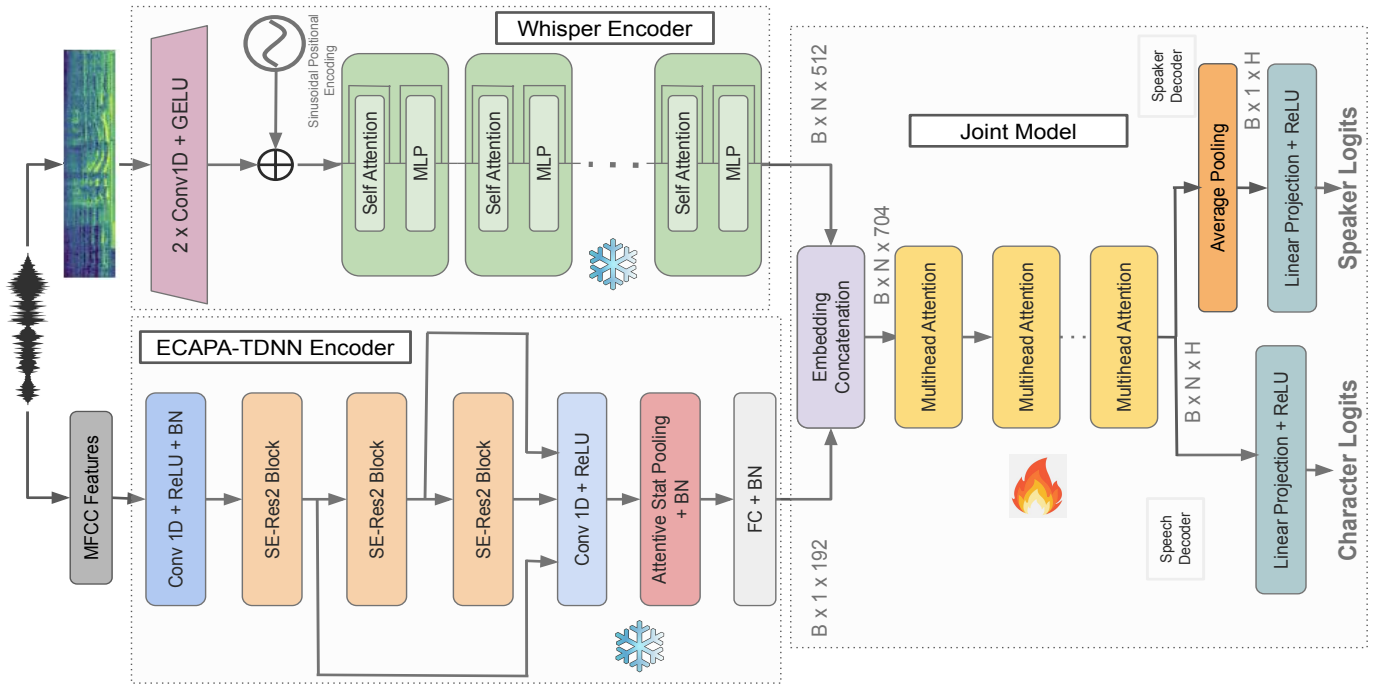 Whisper Encoder
2 x Conv1D + GELU
Sinusoidal Positional
Encoding
Self Attention
MLP
Self Attention
MLP
Self Attention
MLP
B x N x 512
ECAPA-TDNN Encoder
MFCC Features
Conv 1D + ReLU + BN
SE-Res2 Block
SE-Res2 Block
SE-Res2 Block
Conv 1D + ReLU
Attentive Stat Pooling
+ BN
FC + BN
B x 1 x 192
Joint Model
Embedding
Concatenation
B x N x 704
Multihead Attention
Multihead Attention
Multihead Attention
B x N x H
Speaker
Decoder
Average Pooling
B x 1 x H
Linear Projection + ReLU
Speaker Logits
Speech
Decoder
Linear Projection + ReLU
Character Logits